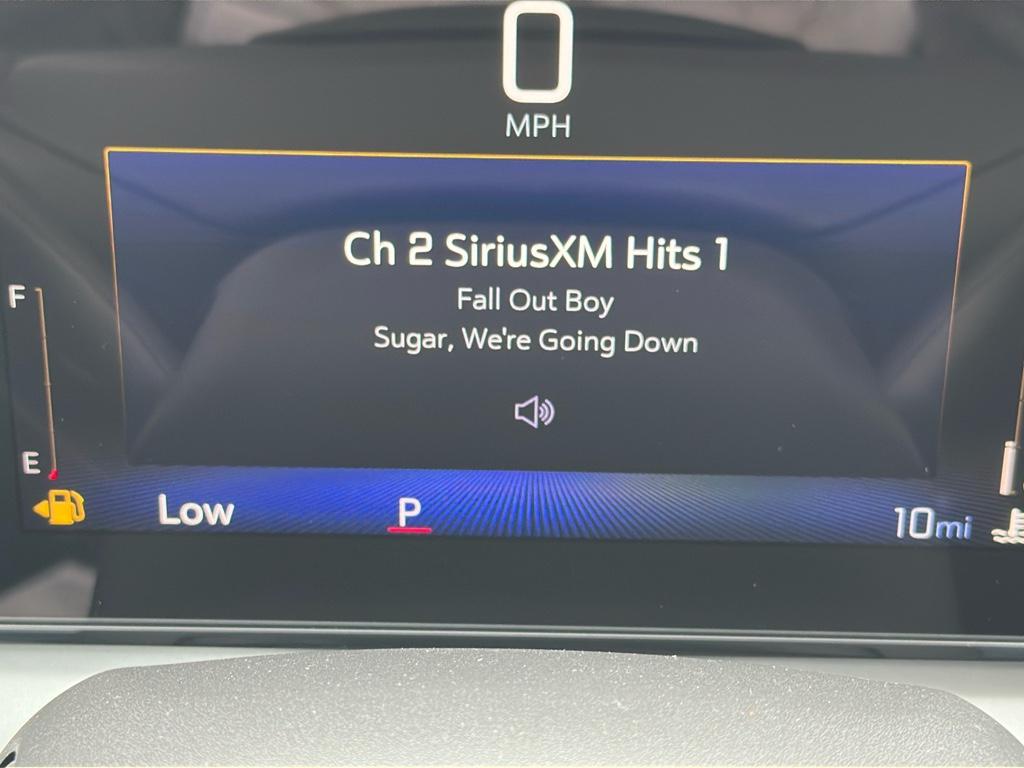 0
MPH
Ch 2 SiriusXM Hits 1
Fall Out Boy
Sugar, We're Going Down
F
E
Low
P
10mi